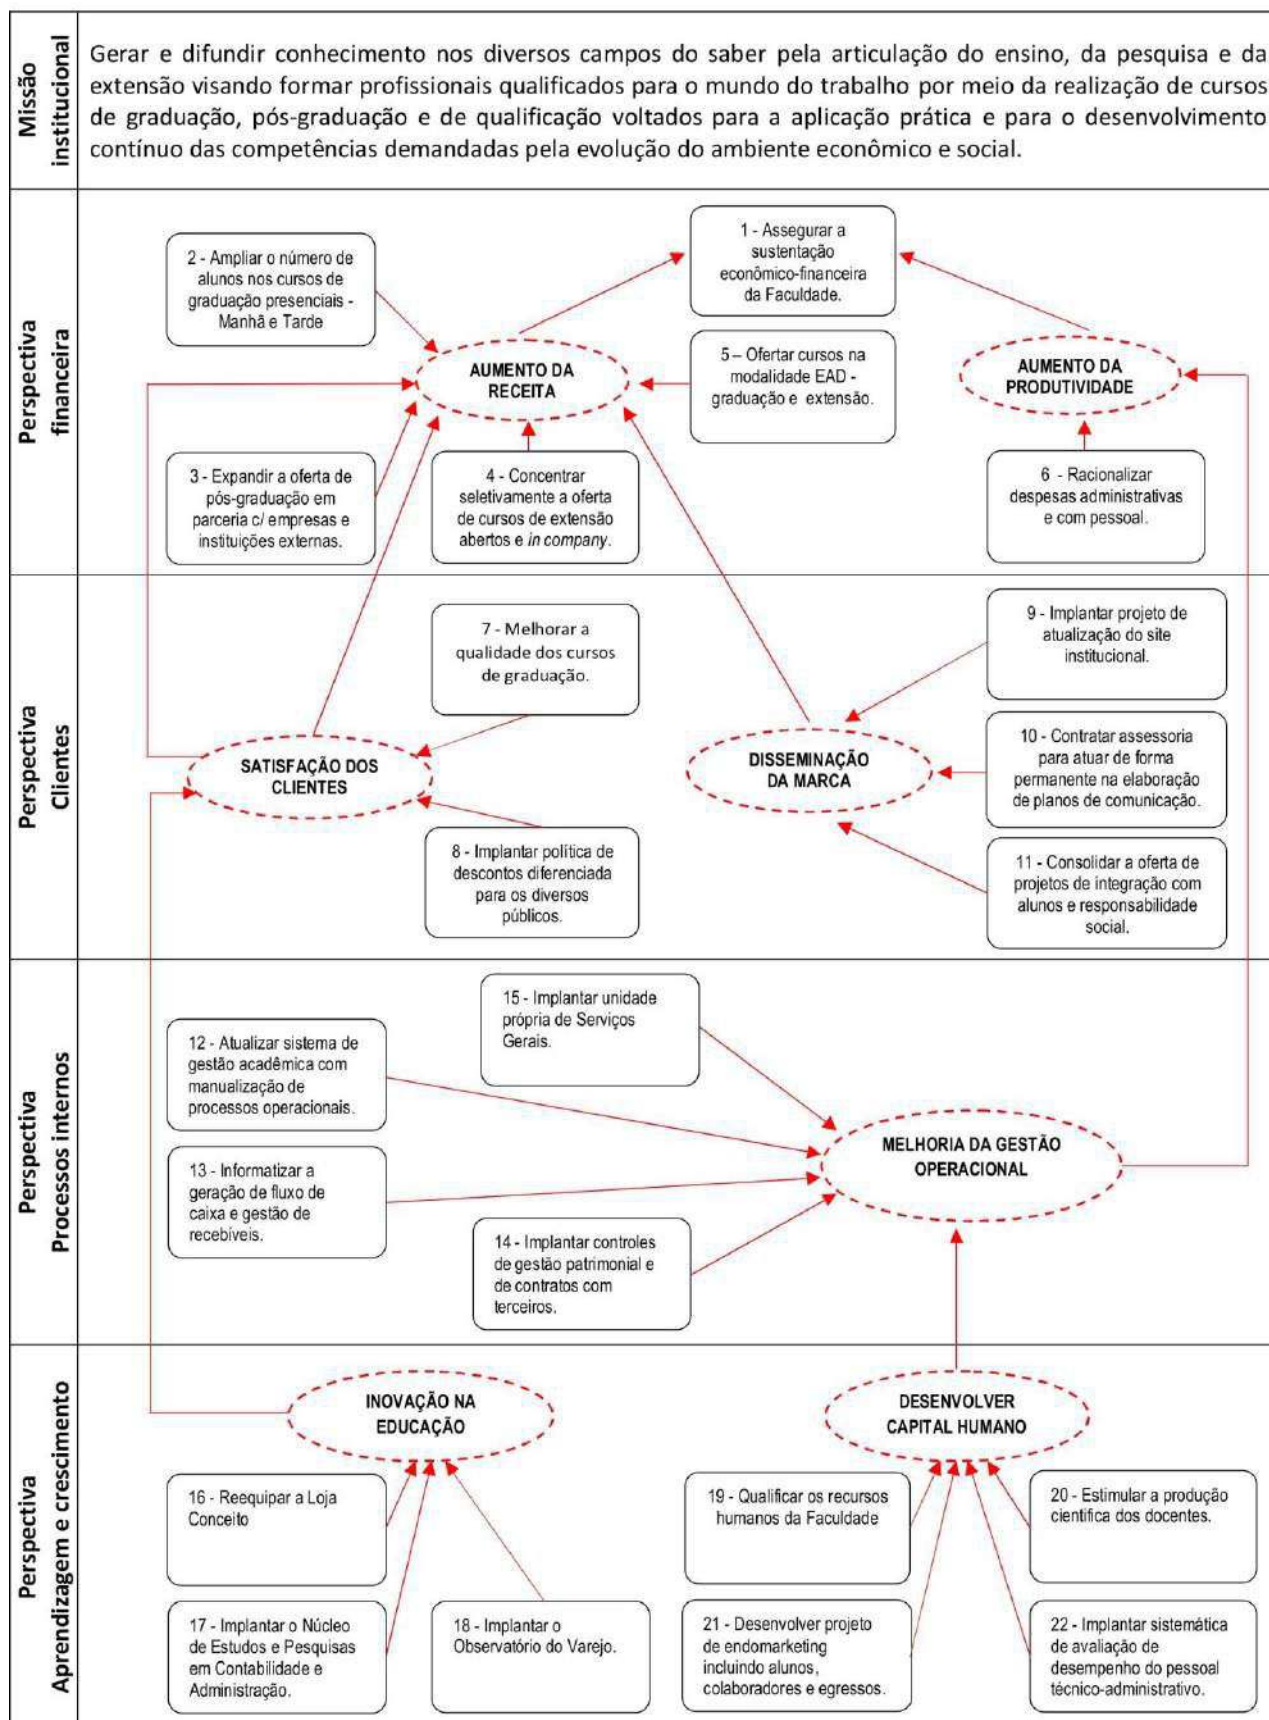 Missão
institucional
Gerar e difundir conhecimento nos diversos campos do saber pela articulação do ensino, da pesquisa e da
extensão visando formar profissionais qualificados para o mundo do trabalho por meio da realização de cursos
de graduação, pós-graduação e de qualificação voltados para a aplicação prática e para o desenvolvimento
contínuo das competências demandadas pela evolução do ambiente econômico e social.
Perspectiva
financeira
2 - Ampliar o número de
alunos nos cursos de
graduação presenciais -
Manhã e Tarde
1 - Assegurar a
sustentação
econômico-financeira
da Faculdade.
AUMENTO DA
RECEITA
5 – Ofertar cursos na
modalidade EAD -
graduação e extensão.
AUMENTO DA
PRODUTIVIDADE
3 - Expandir a oferta de
pós-graduação em
parceria c/ empresas e
instituições externas.
4 - Concentrar
seletivamente a oferta
de cursos de extensão
abertos e in company.
6 - Racionalizar
despesas administrativas
e com pessoal.
Perspectiva
Clientes
7 - Melhorar a
qualidade dos cursos
de graduação.
9 - Implantar projeto de
atualização do site
institucional.
SATISFAÇÃO DOS
CLIENTES
DISSEMINAÇÃO
DA MARCA
10 - Contratar assessoria
para atuar de forma
permanente na elaboração
de planos de comunicação.
8 - Implantar política de
descontos diferenciada
para os diversos
públicos.
11 - Consolidar a oferta de
projetos de integração com
alunos e responsabilidade
social.
Perspectiva
Processos internos
15 - Implantar unidade
própria de Serviços
Gerais.
12 - Atualizar sistema de
gestão acadêmica com
manualização de
processos operacionais.
MELHORIA DA GESTÃO
OPERACIONAL
13 - Informatizar a
geração de fluxo de
caixa e gestão de
recebíveis.
14 - Implantar controles
de gestão patrimonial e
de contratos com
terceiros.
Perspectiva
Aprendizagem e crescimento
INOVAÇÃO NA
EDUCAÇÃO
DESENVOLVER
CAPITAL HUMANO
16 - Reequipar a Loja
Conceito
19 - Qualificar os recursos
humanos da Faculdade
20 - Estimular a produção
científica dos docentes.
17 - Implantar o Núcleo
de Estudos e Pesquisas
em Contabilidade e
Administração.
18 - Implantar o
Observatório do Varejo.
21 - Desenvolver projeto
de endomarketing
incluindo alunos,
colaboradores e egressos.
22 – Implantar sistemática
de avaliação de
desempenho do pessoal
técnico-administrativo.